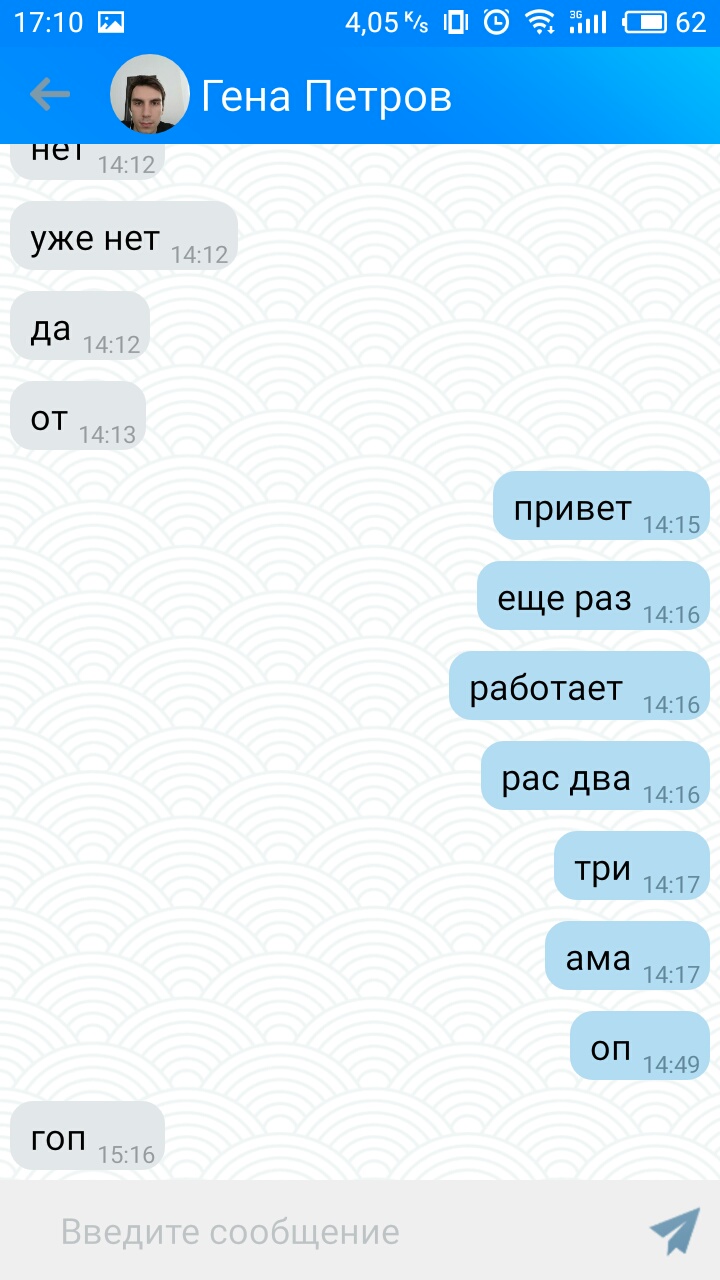 17:10 4,05 K/s 3G 62
Гена Петров
нет 14:12
уже нет 14:12
да 14:12
от 14:13
привет 14:15
еще раз 14:16
работает 14:16
рас два 14:16
три 14:17
ама 14:17
оп 14:49
гоп 15:16
Введите сообщение